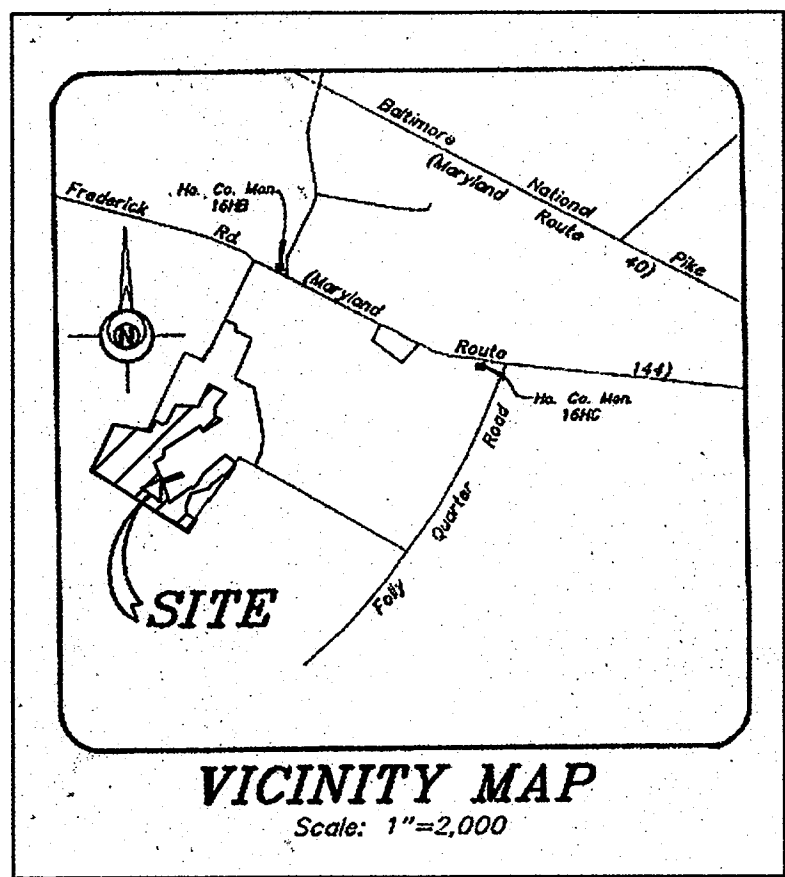 Baltimore National Pike
(Maryland Route 40)
Frederick Rd.
(Maryland Route 144)
Ho. Co. Mon.
16HB
Ho. Co. Mon.
16HC
N
Folly Quarter Road
SITE
VICINITY MAP
Scale: 1"=2,000